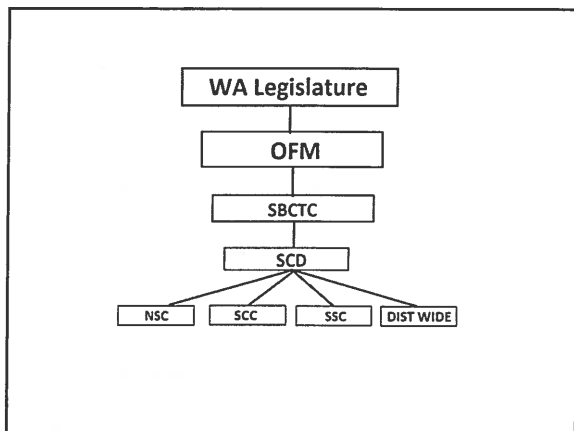 WA Legislature
OFM
SBCTC
SCD
NSC SCC SSC DIST WIDE